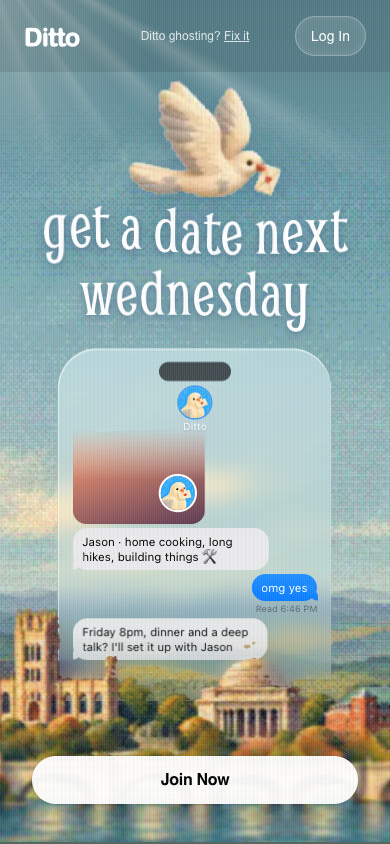 Ditto
Ditto ghosting? Fix it
Log In
get a date next
wednesday
Ditto
Jason · home cooking, long
hikes, building things 🛠️
omg yes
Read 6:46 PM
Friday 8pm, dinner and a deep
talk? I'll set it up with Jason
Join Now